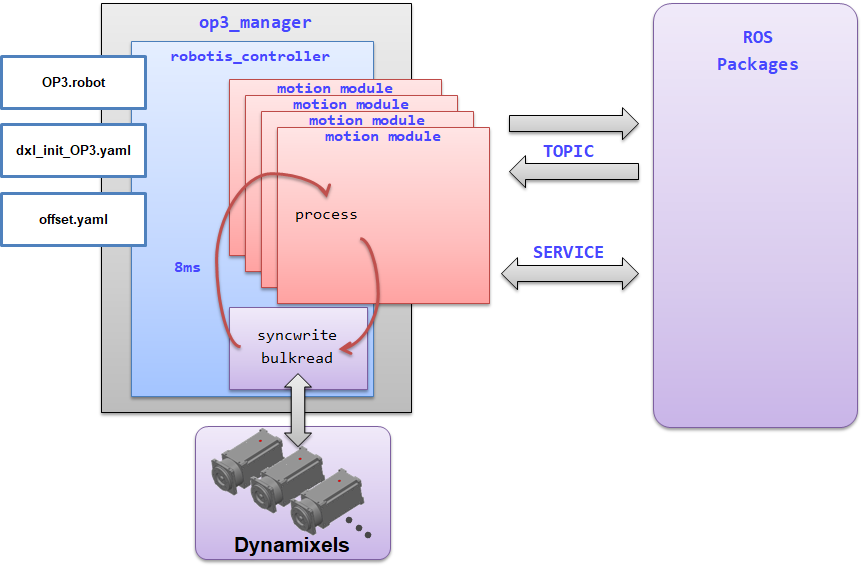 op3_manager
robotis_controller
OP3.robot
dxl_init_OP3.yaml
offset.yaml
motion module
motion module
motion module
motion module
process
8ms
syncwrite
bulkread
Dynamixels
TOPIC
SERVICE
ROS
Packages